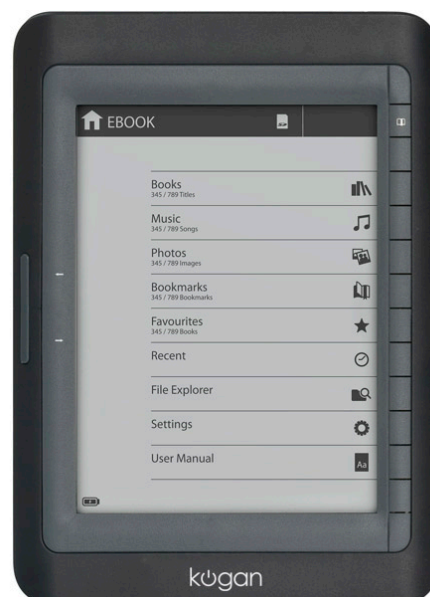 EBOOK
Books
345 / 789 Titles
Music
345 / 789 Songs
Photos
345 / 789 Images
Bookmarks
345 / 789 Bookmarks
Favourites
345 / 789 Books
Recent
File Explorer
Settings
User Manual
Aa
kogan